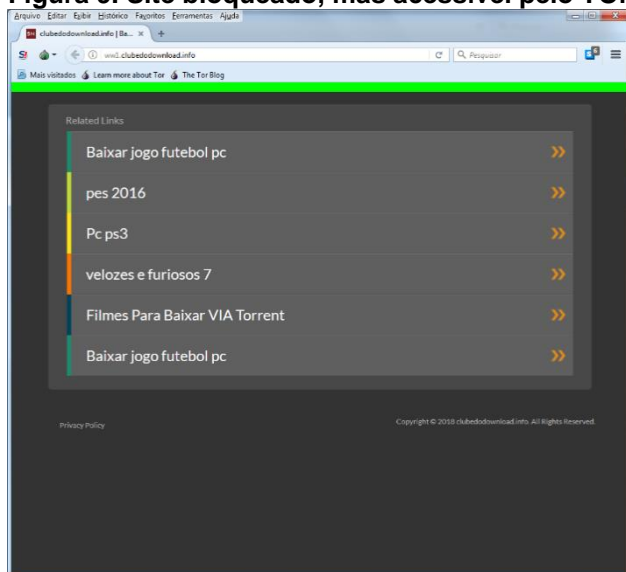 Figura 3: Site bloqueado, mas acessível pelo TOR
Arquivo Editar Exibir Histórico Favoritos Ferramentas Ajuda
clubedodownload.info | Ba... × +
ww1.clubedodownload.info
Pesquisar
Mais visitados Learn more about Tor The Tor Blog
Related Links
Baixar jogo futebol pc
pes 2016
Pc ps3
velozes e furiosos 7
Filmes Para Baixar VIA Torrent
Baixar jogo futebol pc
Privacy Policy
Copyright © 2018 clubedodownload.info. All Rights Reserved.